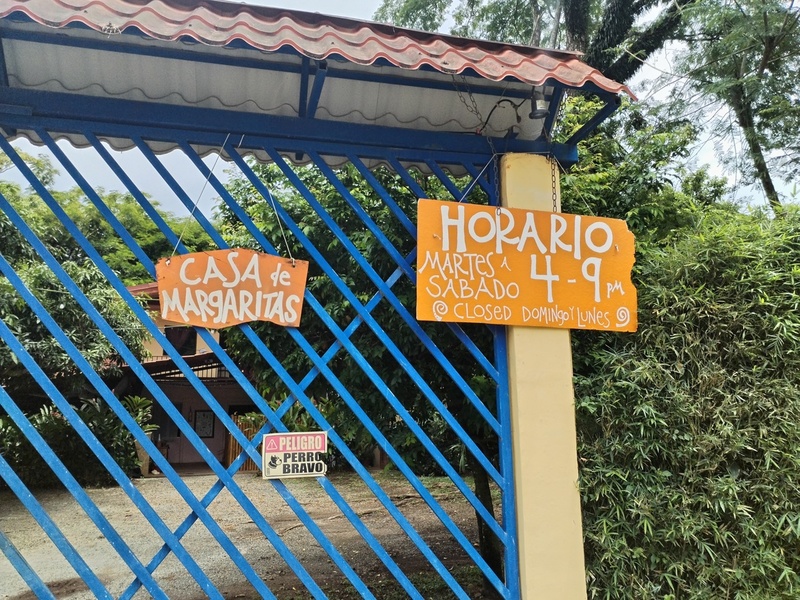 CASA de
MARGARITAS
HORARIO
MARTES A
SABADO
4-9 PM
CLOSED DOMINGO Y LUNES
PELIGRO
PERRO
BRAVO